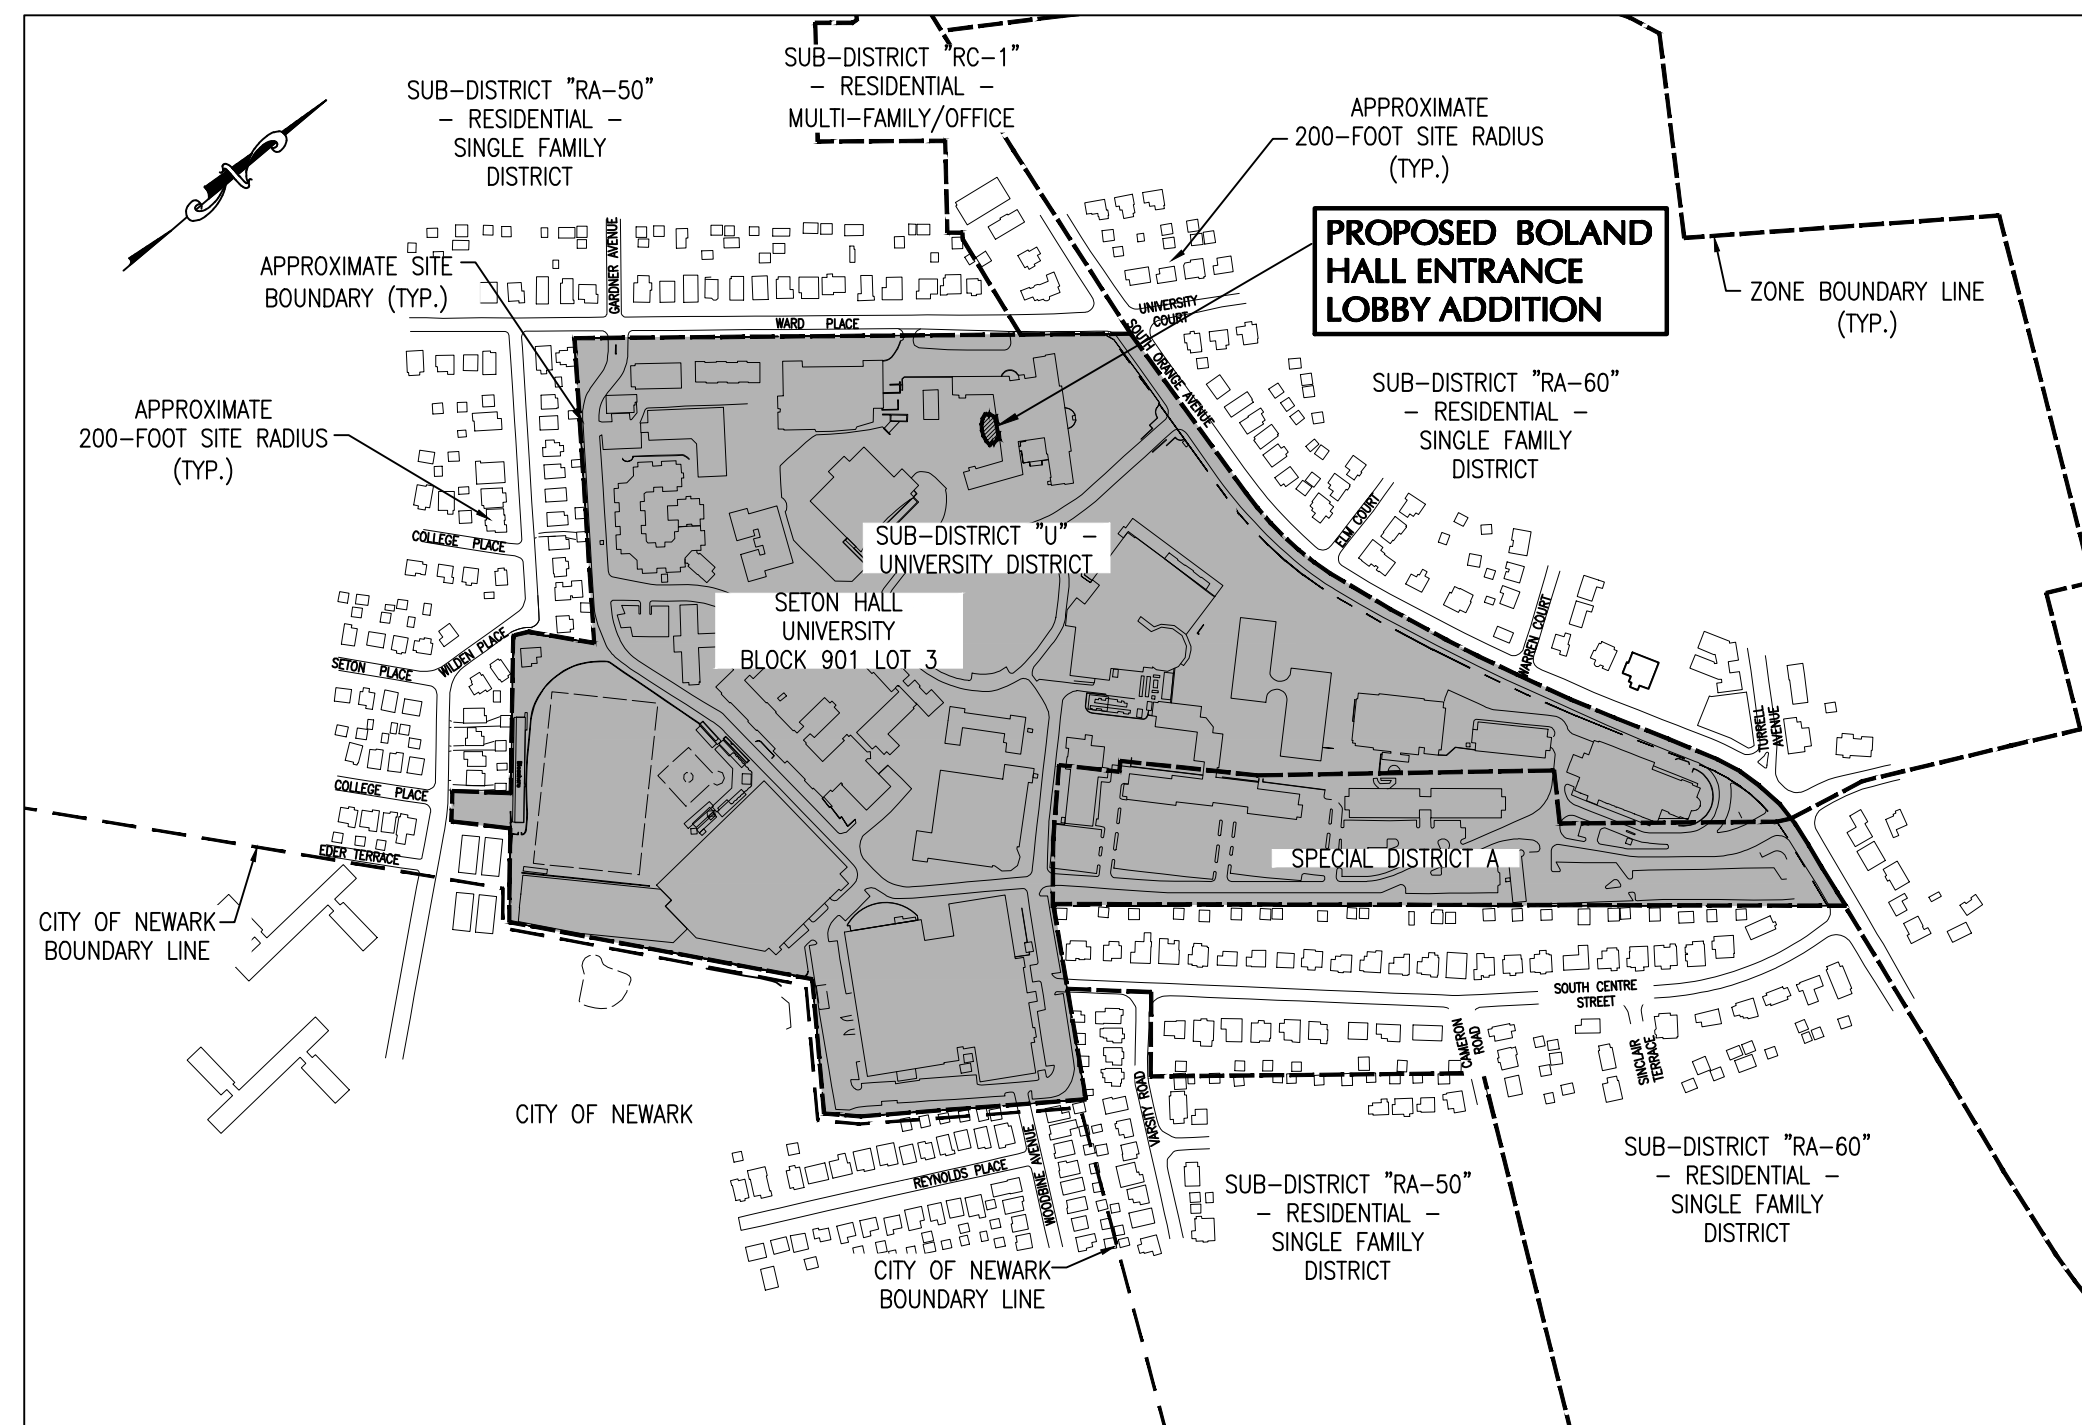 SUB-DISTRICT "RC-1"
- RESIDENTIAL -
MULTI-FAMILY/OFFICE
SUB-DISTRICT "RA-50"
- RESIDENTIAL -
SINGLE FAMILY
DISTRICT
APPROXIMATE
200-FOOT SITE RADIUS
(TYP.)
PROPOSED BOLAND
HALL ENTRANCE
LOBBY ADDITION
APPROXIMATE SITE
BOUNDARY (TYP.)
GARDNER AVENUE
ZONE BOUNDARY LINE
(TYP.)
UNIVERSITY
COURT
WARD PLACE
SOUTH ORANGE AVENUE
SUB-DISTRICT "RA-60"
- RESIDENTIAL -
SINGLE FAMILY
DISTRICT
APPROXIMATE
200-FOOT SITE RADIUS
(TYP.)
ELM COURT
COLLEGE PLACE
SUB-DISTRICT "U" -
UNIVERSITY DISTRICT
SETON HALL
UNIVERSITY
BLOCK 901 LOT 3
WARREN COURT
WILDEN PLACE
SETON PLACE
TURRELL
AVENUE
COLLEGE PLACE
EDER TERRACE
SPECIAL DISTRICT A
CITY OF NEWARK
BOUNDARY LINE
SOUTH CENTRE
STREET
CAMERON
ROAD
SINCLAIR
TERRACE
CITY OF NEWARK
VARSITY ROAD
WOODBINE AVENUE
REYNOLDS PLACE
SUB-DISTRICT "RA-50"
- RESIDENTIAL -
SINGLE FAMILY
DISTRICT
SUB-DISTRICT "RA-60"
- RESIDENTIAL -
SINGLE FAMILY
DISTRICT
CITY OF NEWARK
BOUNDARY LINE